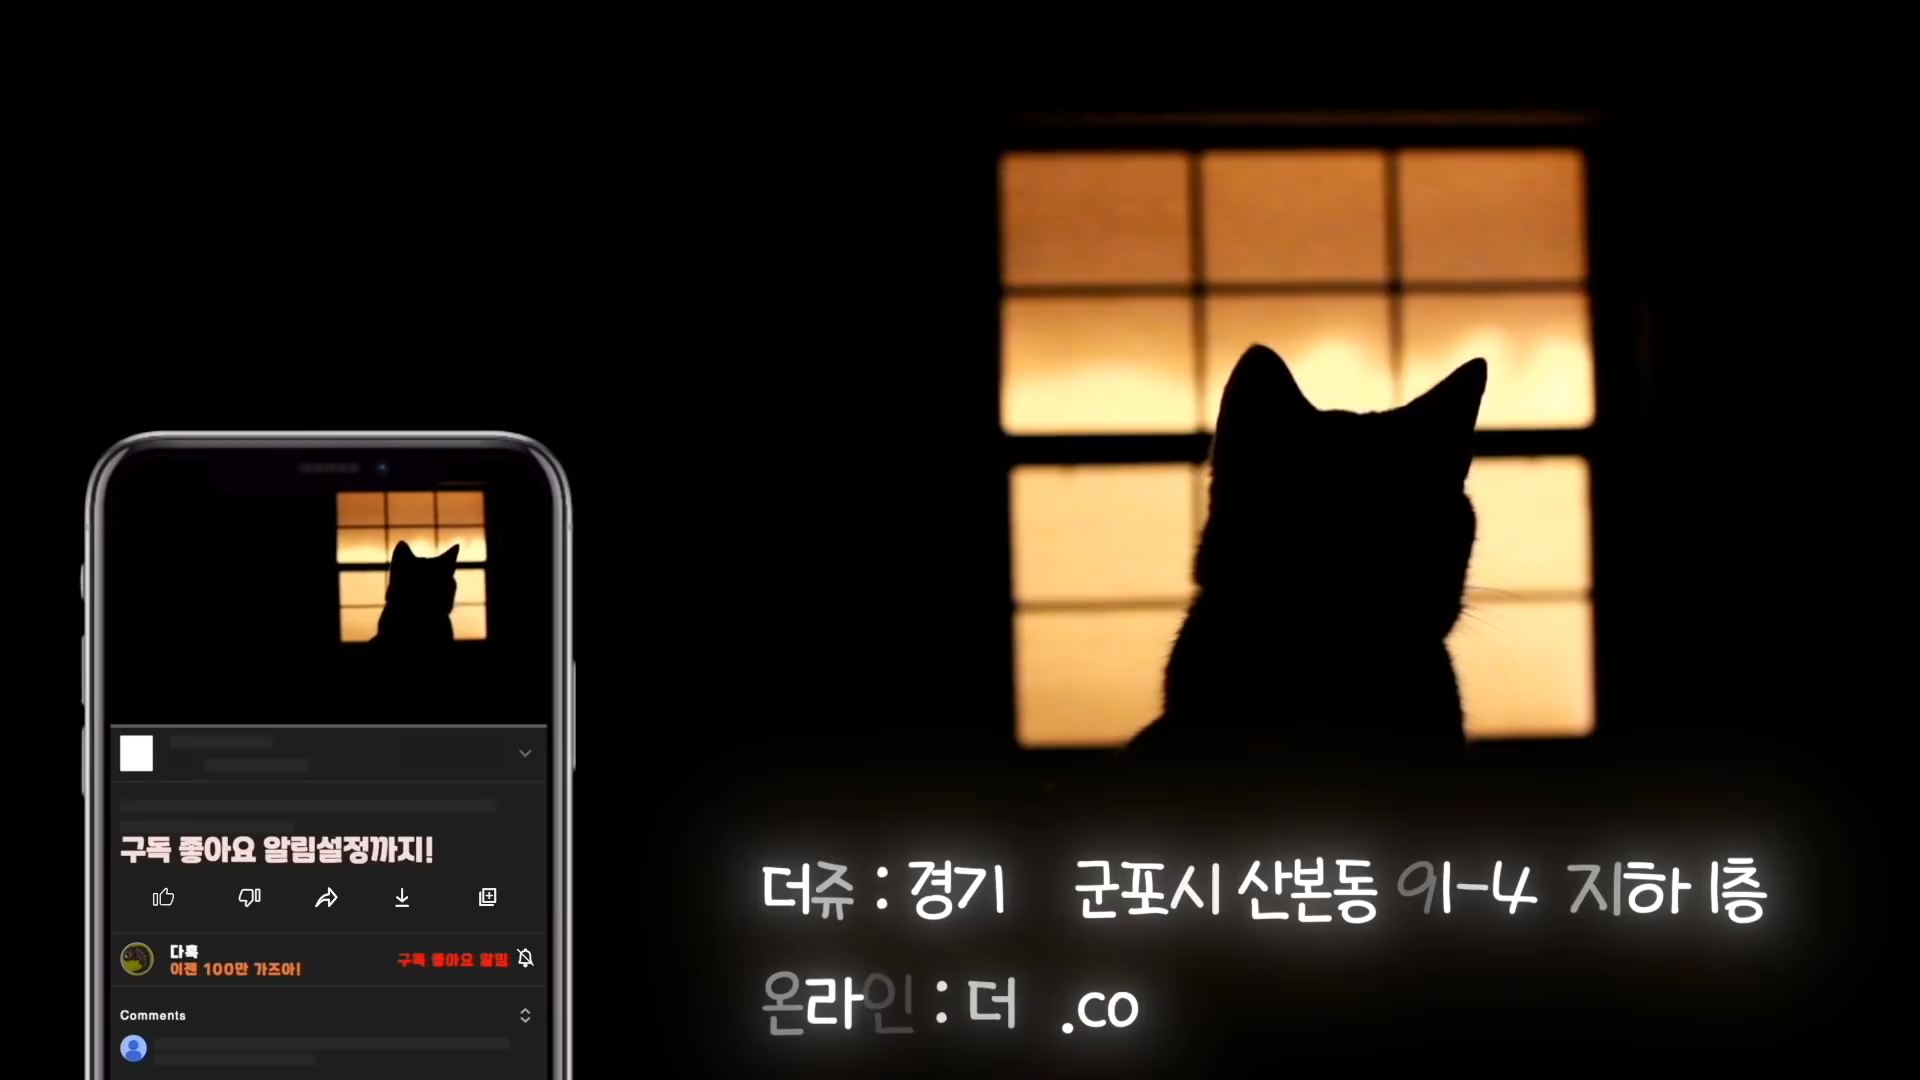 구독 좋아요 알림설정까지!
다흑
이젠 100만 가즈아!
구독 좋아요 알림
Comments
더쥬 : 경기 군포시 산본동 91-4 지하 1층
온라인 : 더 .co